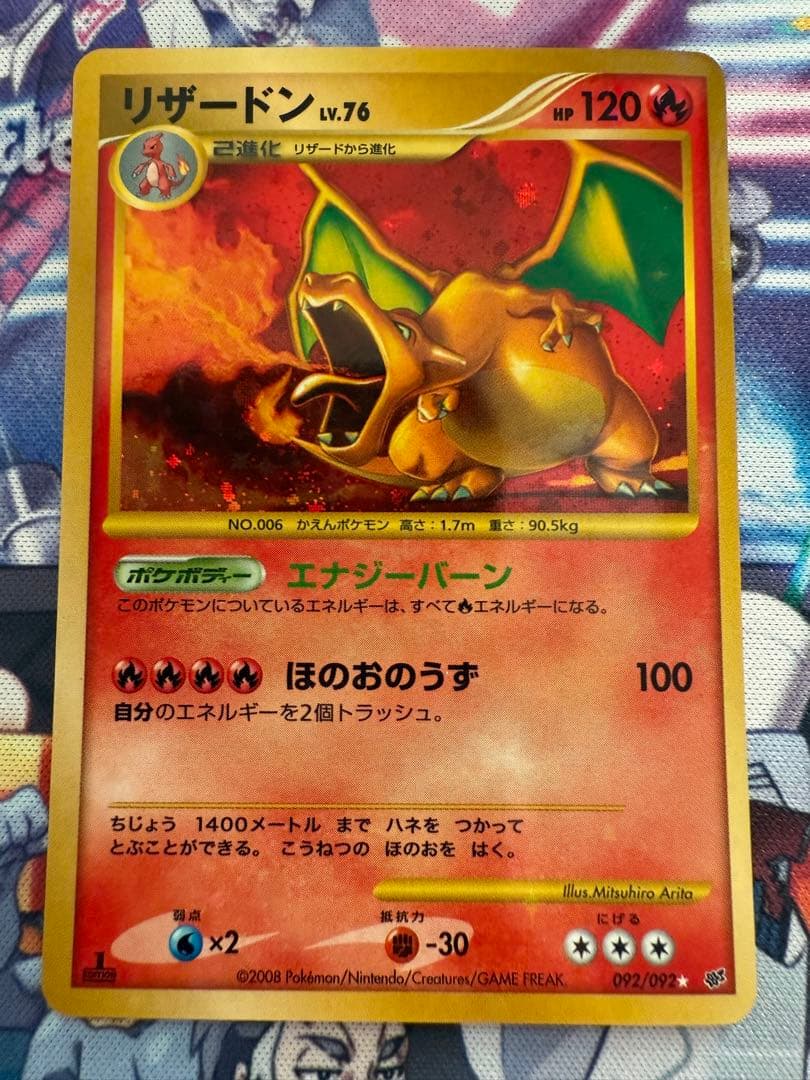 リザードン LV.76 HP 120
2進化 リザードから進化
NO.006 かえんポケモン 高さ：1.7m 重さ：90.5kg
ポケボディー エナジーバーン
このポケモンについているエネルギーは、すべてエネルギーになる。
ほのおのうず 100
自分のエネルギーを2個トラッシュ。
ちじょう 1400メートル まで ハネを つかって
とぶことができる。 こうねつの ほのおを はく。
Illus.Mitsuhiro Arita
弱点 ×2 抵抗力 -30 にげる
1 EDITION
©2008 Pokémon/Nintendo/Creatures/GAME FREAK. 092/092★